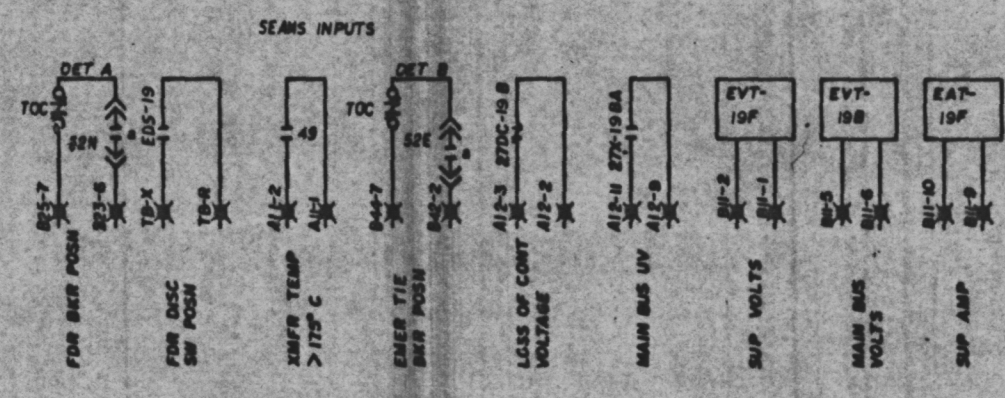 SEAMS INPUTS
DET A
TOC
52N
a
B25-7
B23-6
FDR BKR POSN
EDS-19
TB-X
TB-R
FDR DISC
SW POSN
49
A11-2
A11-1
XMFR TEMP
>175° C
DET B
TOC
52E
a
B44-7
B42-2
EMER TIE
BKR POSN
27DC-19B
A12-3
A12-2
LOSS OF CONT
VOLTAGE
27X-19BA
A12-11
MAIN BUS UV
EVT-
19F
B11-2
B11-1
SUP VOLTS
EVT-
19B
B11-5
B11-6
MAIN BUS
VOLTS
EAT-
19F
B11-10
B11-9
SUP AMP